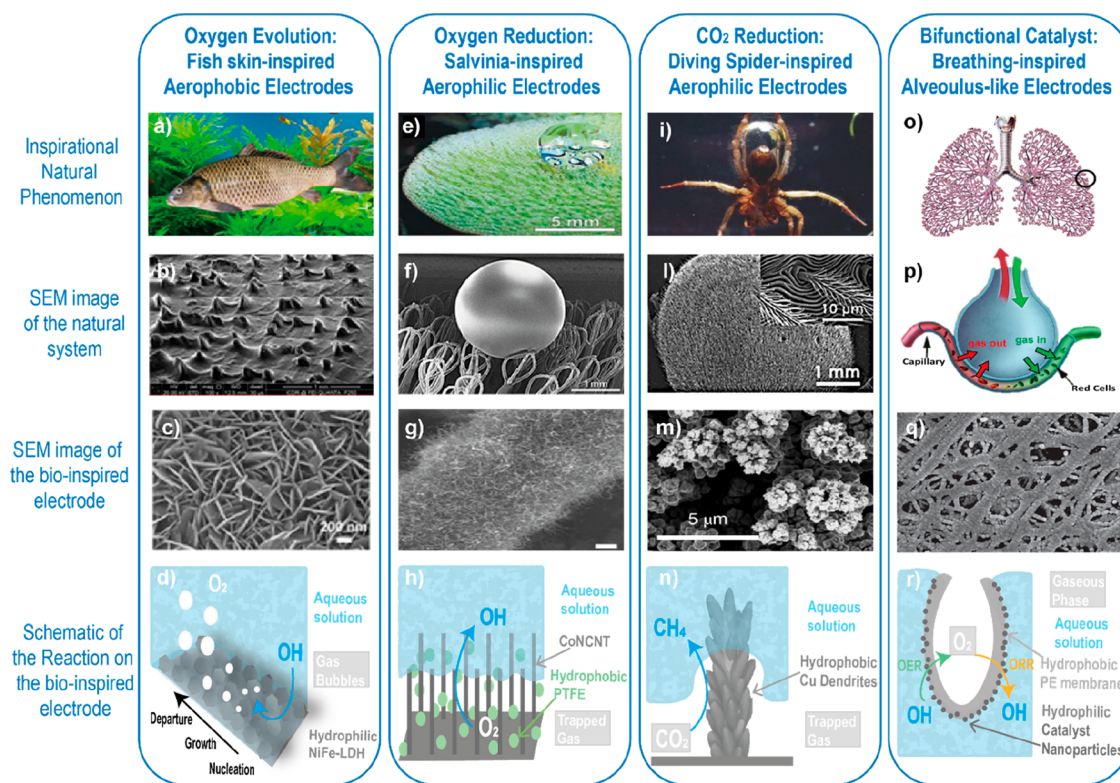 Oxygen Evolution:
Fish skin-inspired
Aerophobic Electrodes
Oxygen Reduction:
Salvinia-inspired
Aerophilic Electrodes
CO2 Reduction:
Diving Spider-inspired
Aerophilic Electrodes
Bifunctional Catalyst:
Breathing-inspired
Alveolus-like Electrodes
Inspirational
Natural
Phenomenon
a)
e)
5 mm
i)
o)
SEM image
of the natural
system
b)
f)
1 mm
l)
10 μm
1 mm
p)
gas out
gas in
Capillary
Red Cells
SEM image of
the bio-inspired
electrode
c)
200 nm
g)
m)
5 μm
q)
Schematic of
the Reaction on
the bio-inspired
electrode
d)
O2
Aqueous
solution
OH
Gas
Bubbles
Departure
Growth
Nucleation
Hydrophilic
NiFe-LDH
h)
Aqueous
solution
OH
CoNCNT
Hydrophobic
PTFE
O2
Trapped
Gas
n)
Aqueous
solution
CH4
Hydrophobic
Cu Dendrites
CO2
Trapped
Gas
r)
Gaseous
Phase
Aqueous
solution
O2
OER
ORR
Hydrophobic
PE membrane
OH
OH
Hydrophilic
Catalyst
Nanoparticles